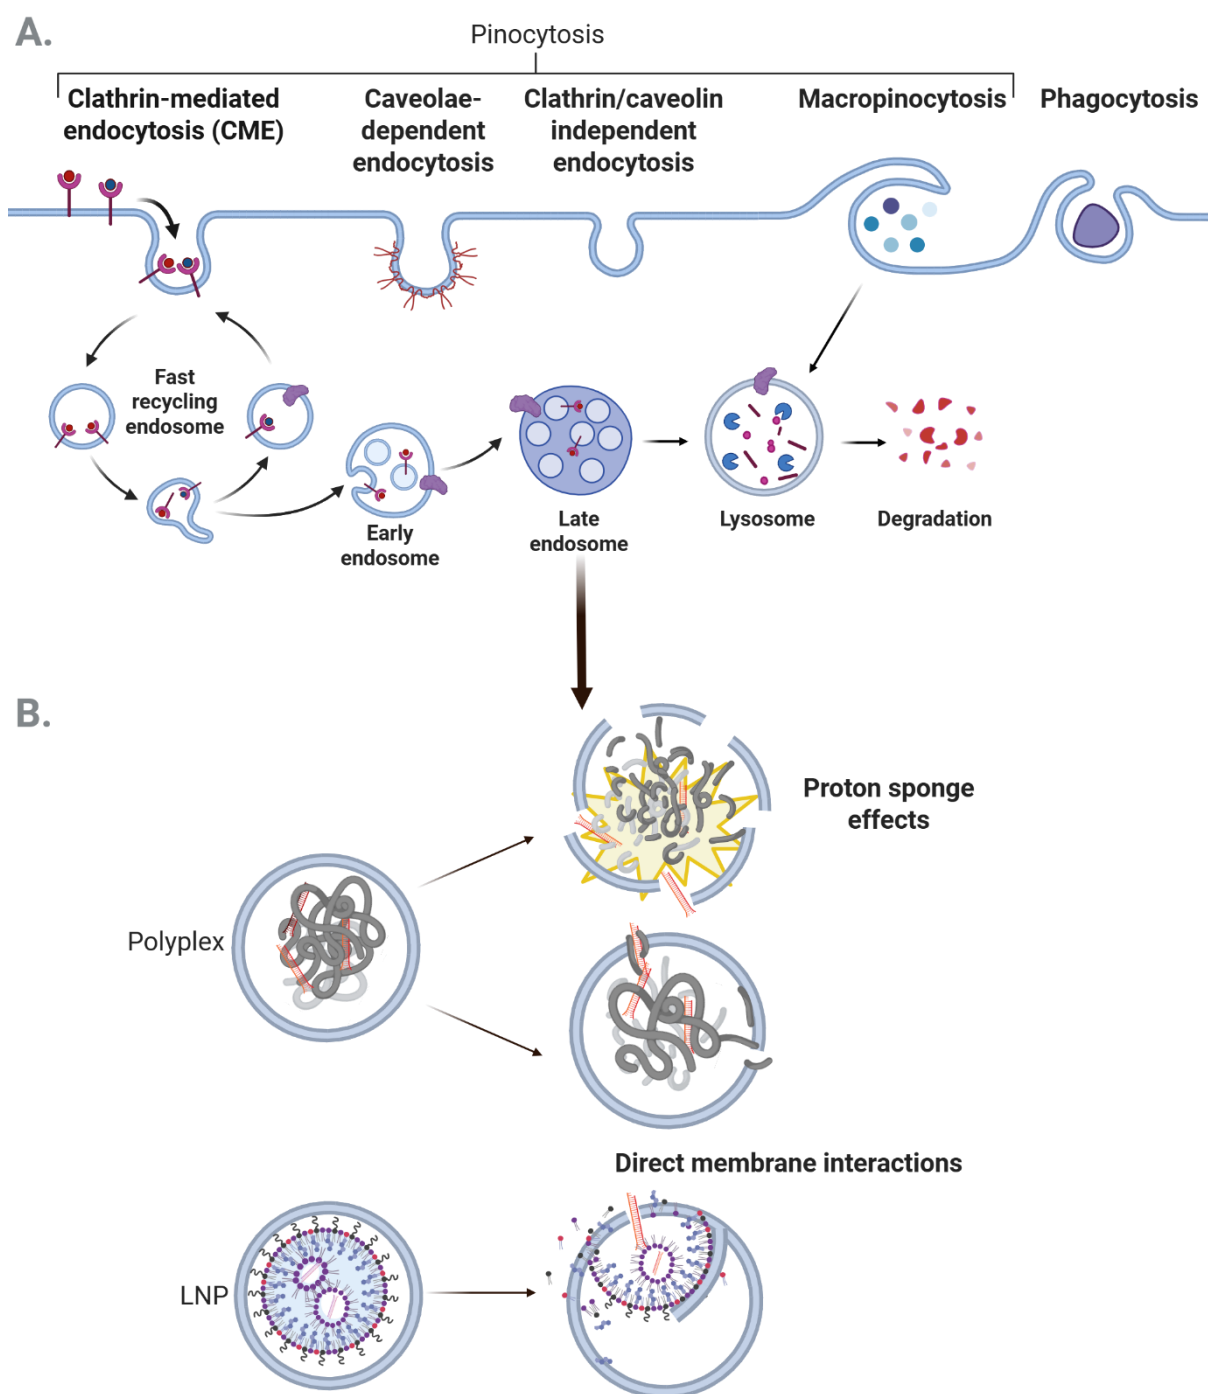 A.
Pinocytosis
Clathrin-mediated
endocytosis (CME)
Caveolae-
dependent
endocytosis
Clathrin/caveolin
independent
endocytosis
Macropinocytosis
Phagocytosis
Fast
recycling
endosome
Early
endosome
Late
endosome
Lysosome
Degradation
B.
Proton sponge
effects
Polyplex
Direct membrane interactions
LNP